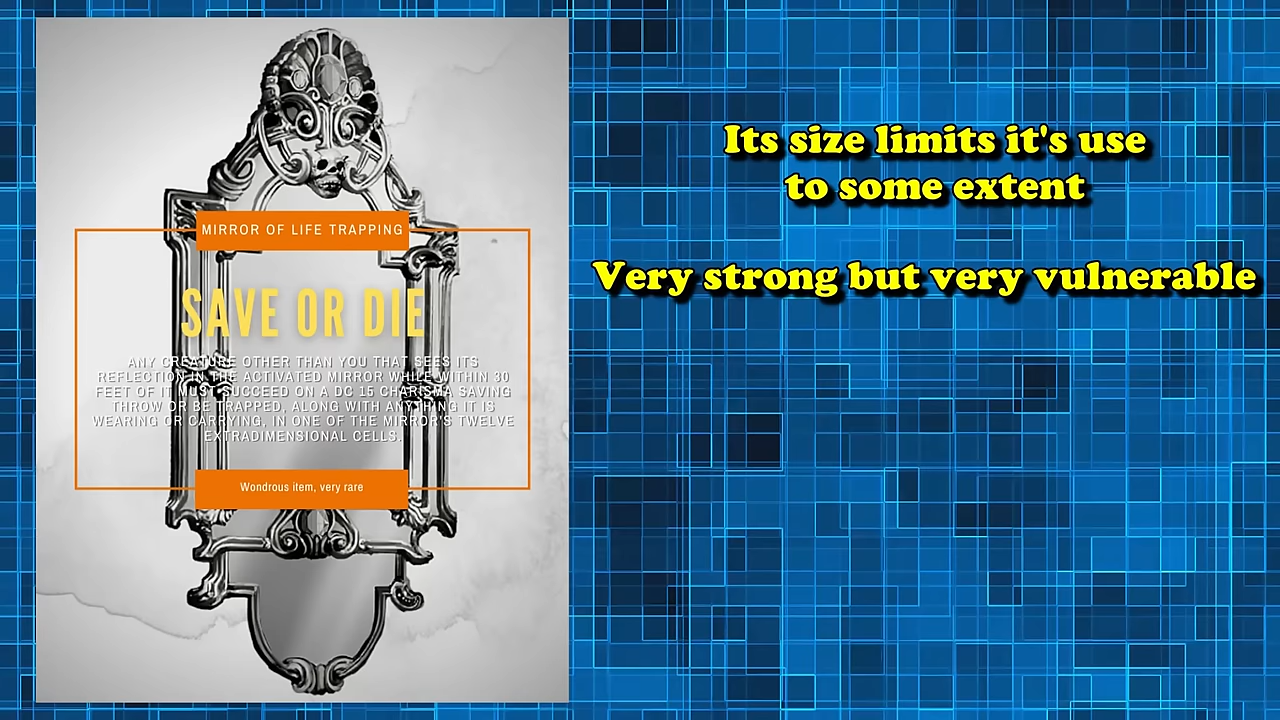 MIRROR OF LIFE TRAPPING
SAVE OR DIE
ANY CREATURE OTHER THAN YOU THAT SEES ITS
REFLECTION IN THE ACTIVATED MIRROR WHILE WITHIN 30
FEET OF IT MUST SUCCEED ON A DC 15 CHARISMA SAVING
THROW OR BE TRAPPED, ALONG WITH ANYTHING IT IS
WEARING OR CARRYING, IN ONE OF THE MIRROR'S TWELVE
EXTRADIMENSIONAL CELLS.
Wondrous item, very rare
Its size limits it's use
to some extent
Very strong but very vulnerable